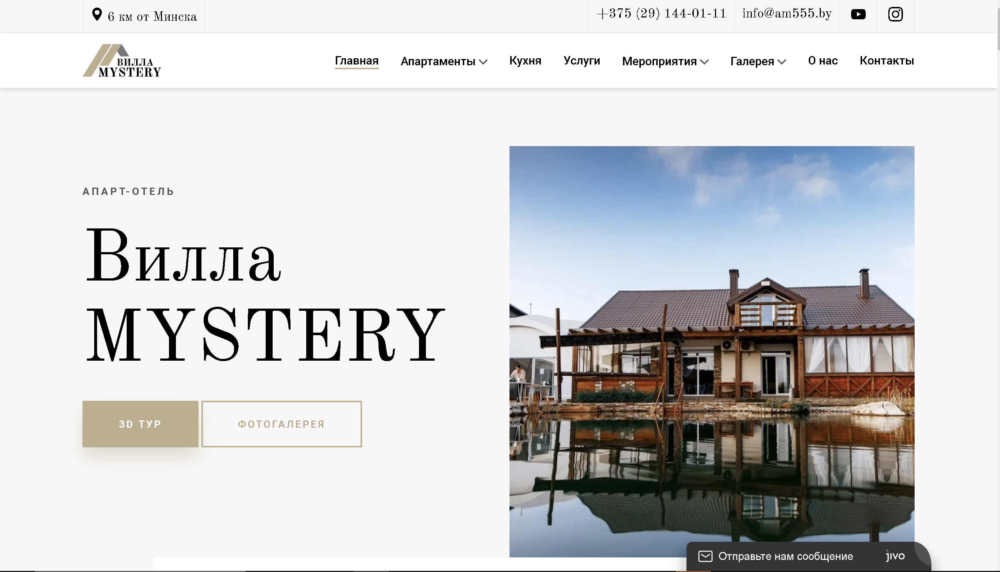 6 км от Минска
+375 (29) 144-01-11
info@am555.by
ВИЛЛА
MYSTERY
Главная
Апартаменты
Кухня
Услуги
Мероприятия
Галерея
О нас
Контакты
АПАРТ-ОТЕЛЬ
Вилла
MYSTERY
3D ТУР
ФОТОГАЛЕРЕЯ
Отправьте нам сообщение
jivo